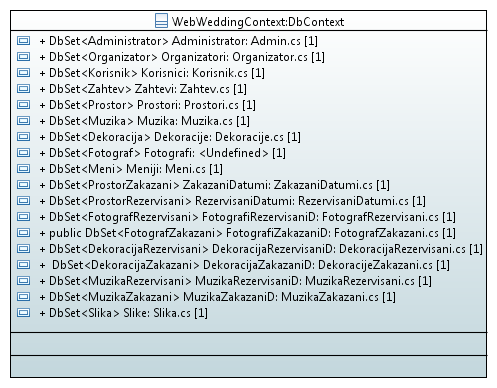 WebWeddingContext:DbContext
+ DbSet<Administrator> Administrator: Admin.cs [1]
+ DbSet<Organizator> Organizatori: Organizator.cs [1]
+ DbSet<Korisnik> Korisnici: Korisnik.cs [1]
+ DbSet<Zahtev> Zahtevi: Zahtev.cs [1]
+ DbSet<Prostor> Prostori: Prostori.cs [1]
+ DbSet<Muzika> Muzika: Muzika.cs [1]
+ DbSet<Dekoracija> Dekoracije: Dekoracije.cs [1]
+ DbSet<Fotograf> Fotografi: <Undefined> [1]
+ DbSet<Meni> Meniji: Meni.cs [1]
+ DbSet<ProstorZakazani> ZakazaniDatumi: ZakazaniDatumi.cs [1]
+ DbSet<ProstorRezervisani> RezervisaniDatumi: RezervisaniDatumi.cs [1]
+ DbSet<FotografRezervisani> FotografiRezervisaniD: FotografRezervisani.cs [1]
+ public DbSet<FotografZakazani> FotografiZakazaniD: FotografZakazani.cs [1]
+ DbSet<DekoracijaRezervisani> DekoracijaRezervisaniD: DekoracijaRezervisani.cs [1]
+ DbSet<DekoracijaZakazani> DekoracijaZakazaniD: DekoracijeZakazani.cs [1]
+ DbSet<MuzikaRezervisani> MuzikaRezervisaniD: MuzikaRezervisani.cs [1]
+ DbSet<MuzikaZakazani> MuzikaZakazaniD: MuzikaZakazani.cs [1]
+ DbSet<Slika> Slike: Slika.cs [1]